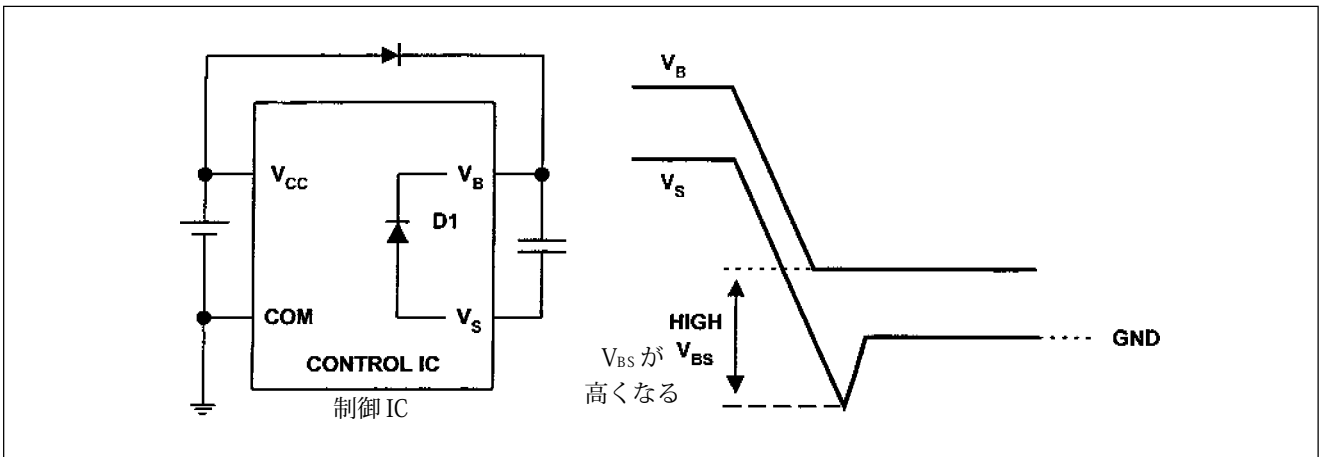 V_CC
V_B
D1
COM
V_S
CONTROL IC
制御 IC
V_B
V_S
HIGH
V_BS
V_BS が
高くなる
GND